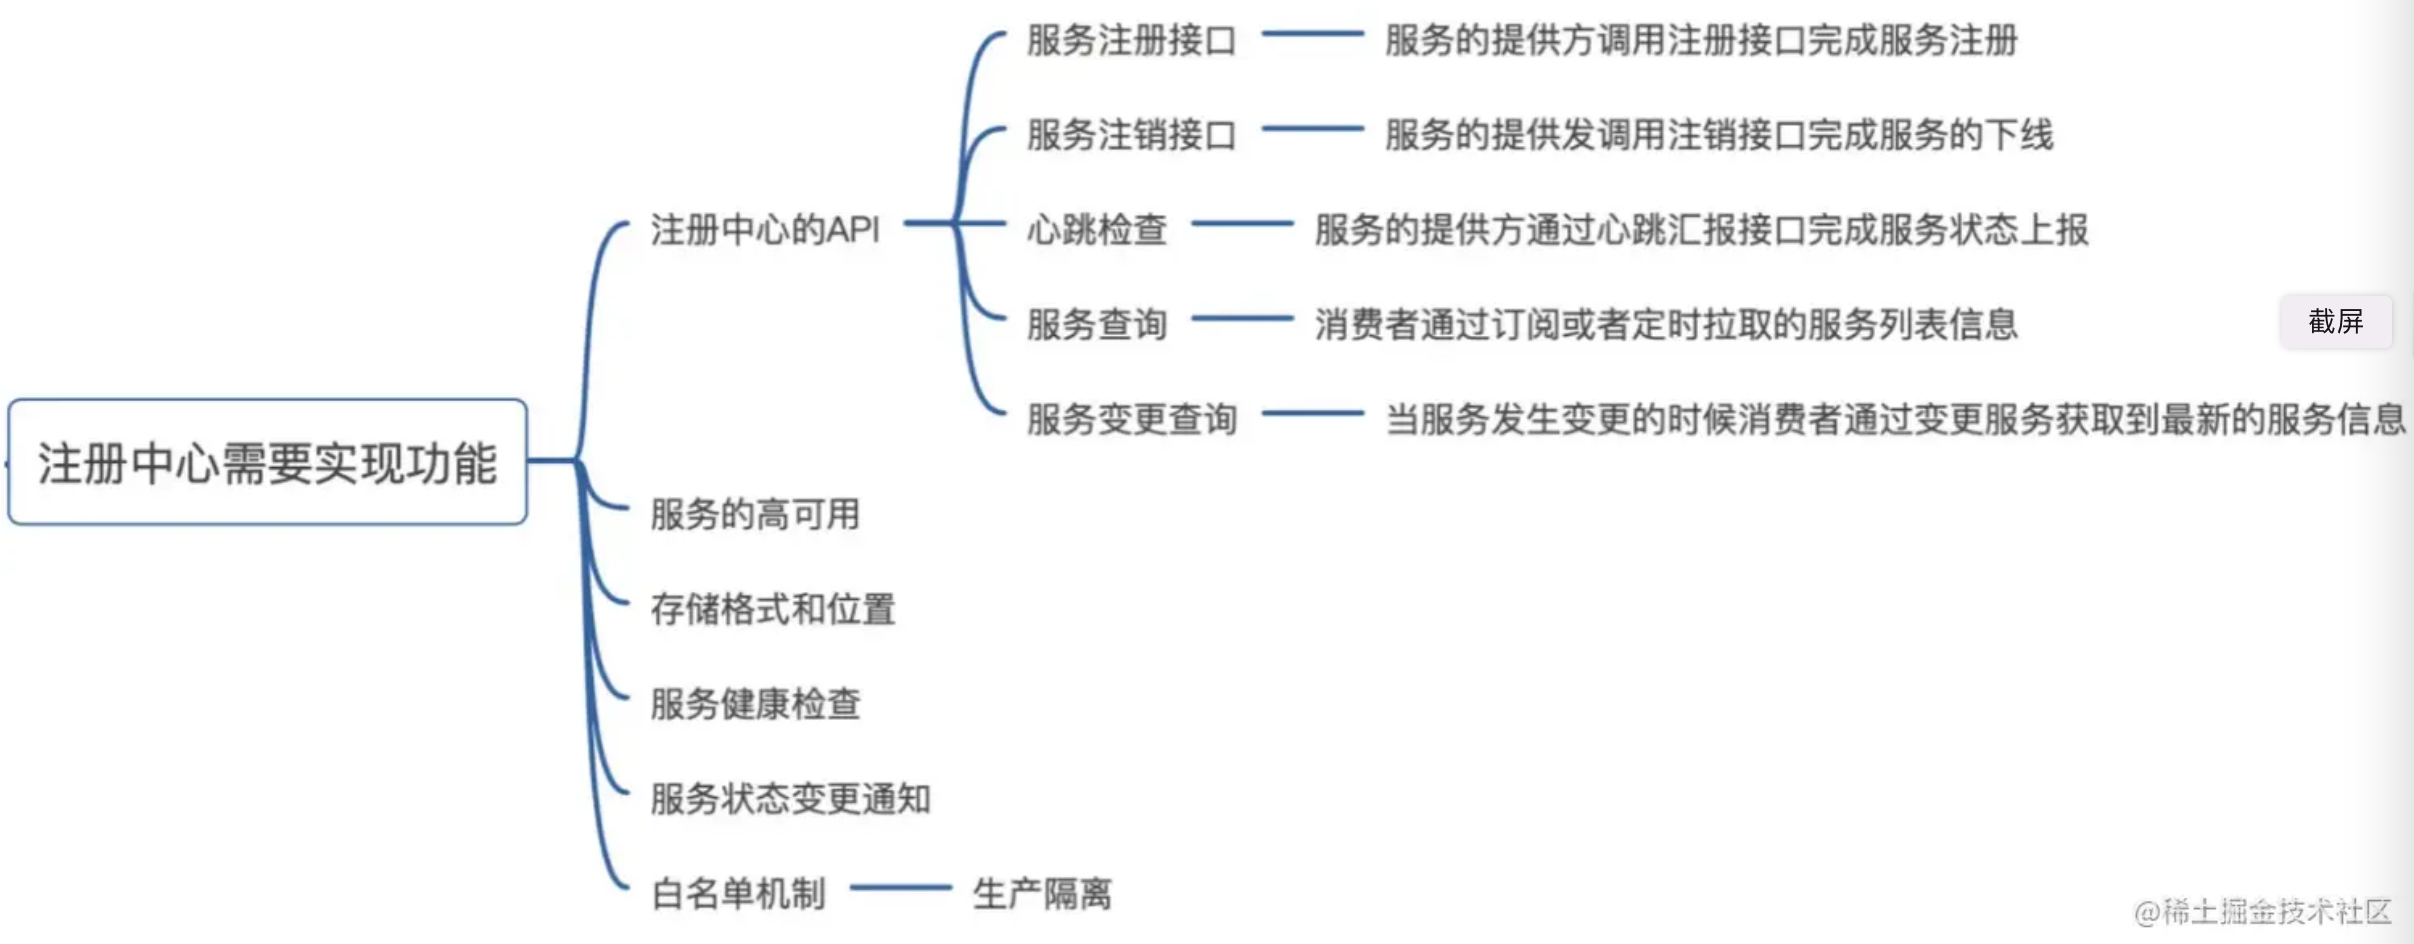 服务注册接口 服务的提供方调用注册接口完成服务注册
服务注销接口 服务的提供发调用注销接口完成服务的下线
注册中心的API 心跳检查 服务的提供方通过心跳汇报接口完成服务状态上报
服务查询 消费者通过订阅或者定时拉取的服务列表信息
截屏
服务变更查询 当服务发生变更的时候消费者通过变更服务获取到最新的服务信息
注册中心需要实现功能
服务的高可用
存储格式和位置
服务健康检查
服务状态变更通知
白名单机制 生产隔离
@稀土掘金技术社区